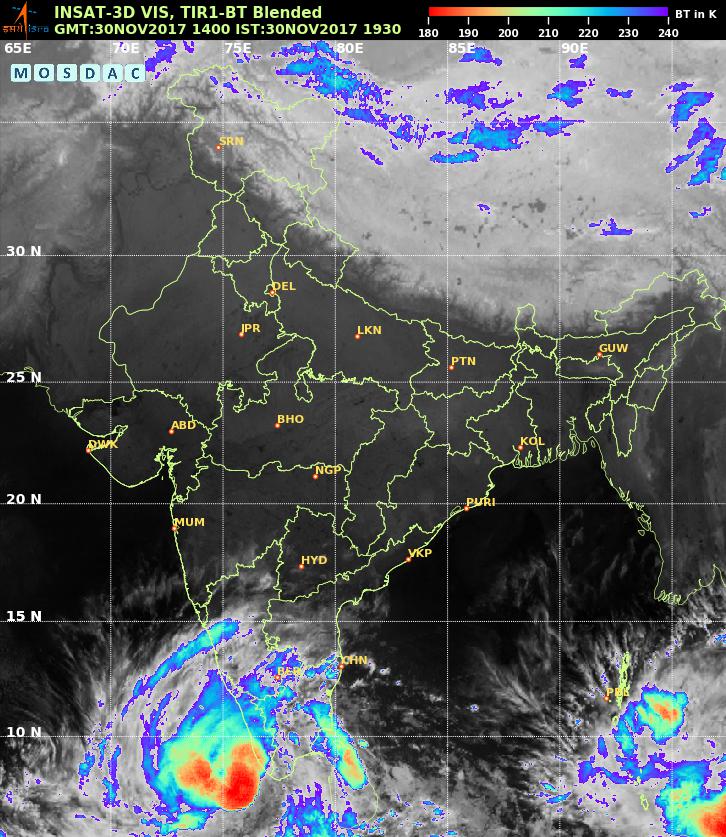 INSAT-3D VIS, TIR1-BT Blended
GMT:30NOV2017 1400 IST:30NOV2017 1930
BT in K
180 190 200 210 220 230 240
65E 70E 75E 80E 85E 90E
M O S D A C
SRN
30 N
DEL
JPR
LKN
GUW
PTN
25 N
ABD
BHO
KOL
DWK
NGP
20 N
PURI
MUM
VKP
HYD
15 N
CHN
BLR
PBL
10 N